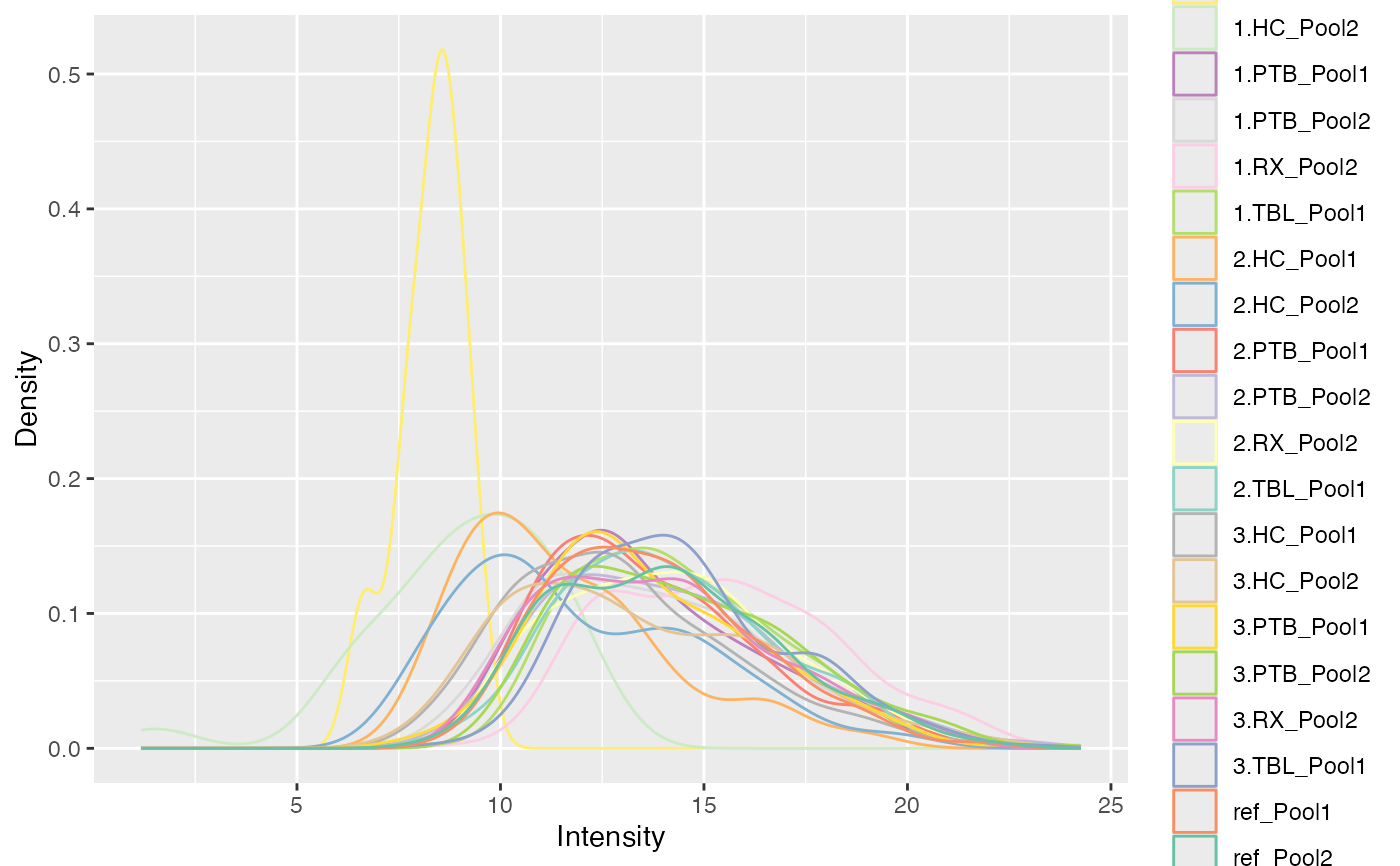 0.5
0.4
0.3
0.2
0.1
0.0
Density
5
10
15
20
25
Intensity
1.HC_Pool2
1.PTB_Pool1
1.PTB_Pool2
1.RX_Pool2
1.TBL_Pool1
2.HC_Pool1
2.HC_Pool2
2.PTB_Pool1
2.PTB_Pool2
2.RX_Pool2
2.TBL_Pool1
3.HC_Pool1
3.HC_Pool2
3.PTB_Pool1
3.PTB_Pool2
3.RX_Pool2
3.TBL_Pool1
ref_Pool1
ref_Pool2